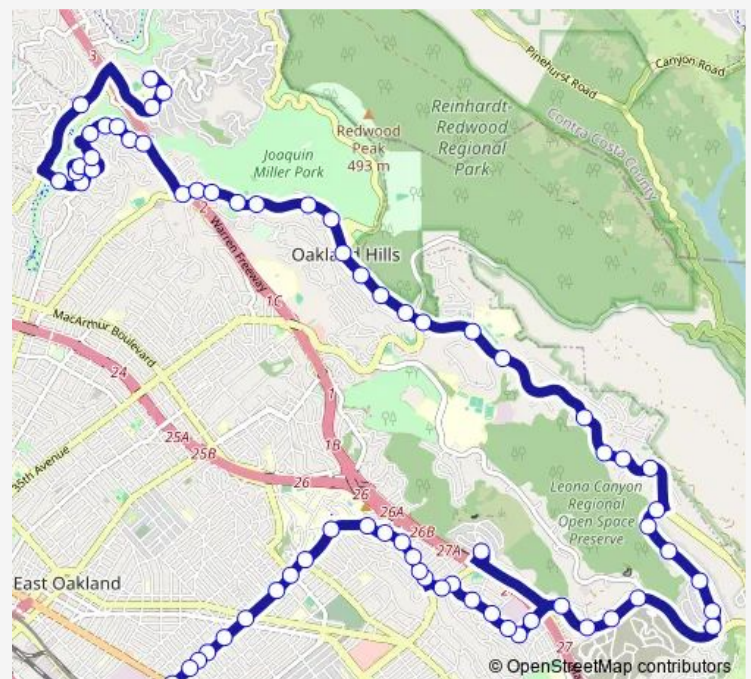 3
Pinehurst Road
Canyon Road
Contra Costa County
Reinhardt-
Redwood
Regional
Park
Redwood
Peak
493 m
Joaquin
Miller Park
Oakland Hills
Warren Freeway
1C
MacArthur Boulevard
24
1
25A
25B
1B
35th Avenue
26
26
26A
26B
27A
Leona Canyon
Regional
Open Space
Preserve
East Oakland
27
© OpenStreetMap contributors